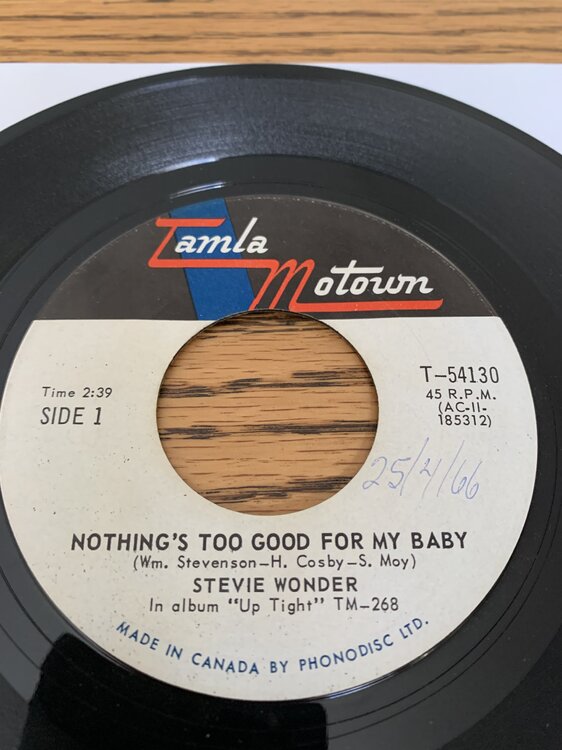 Tamla
Motown
Time 2:39
SIDE 1
T-54130
45 R.P.M.
(AC-II-
185312)
25/4/66
NOTHING'S TOO GOOD FOR MY BABY
(Wm. Stevenson-H. Cosby-S. Moy)
STEVIE WONDER
In album "Up Tight" TM-268
MADE IN CANADA BY PHONODISC LTD.